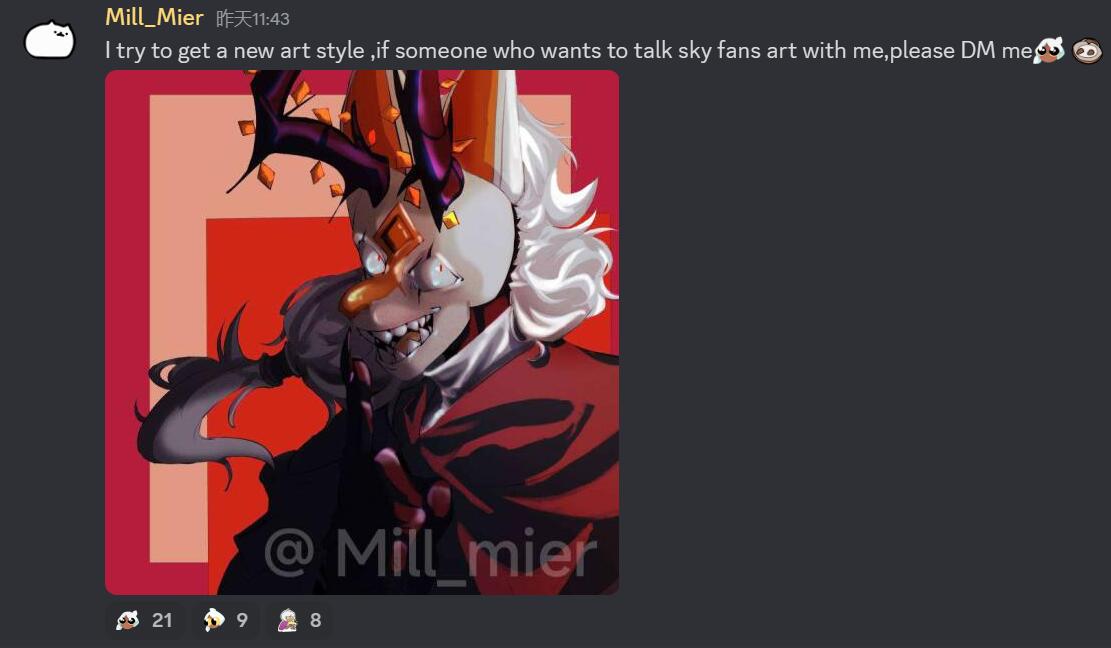 Mill_Mier 昨天11:43
I try to get a new art style ,if someone who wants to talk sky fans art with me,please DM me
@ Mill_mier
21 9 8